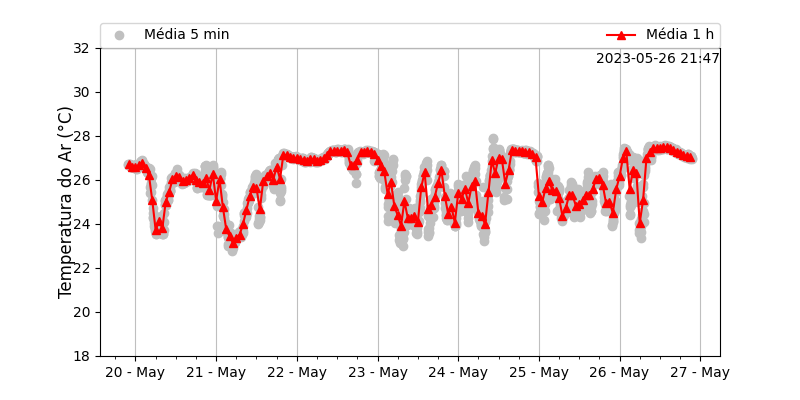 Média 5 min
Média 1 h
2023-05-26 21:47
Temperatura do Ar (°C)
32
30
28
26
24
22
20
18
20 - May
21 - May
22 - May
23 - May
24 - May
25 - May
26 - May
27 - May